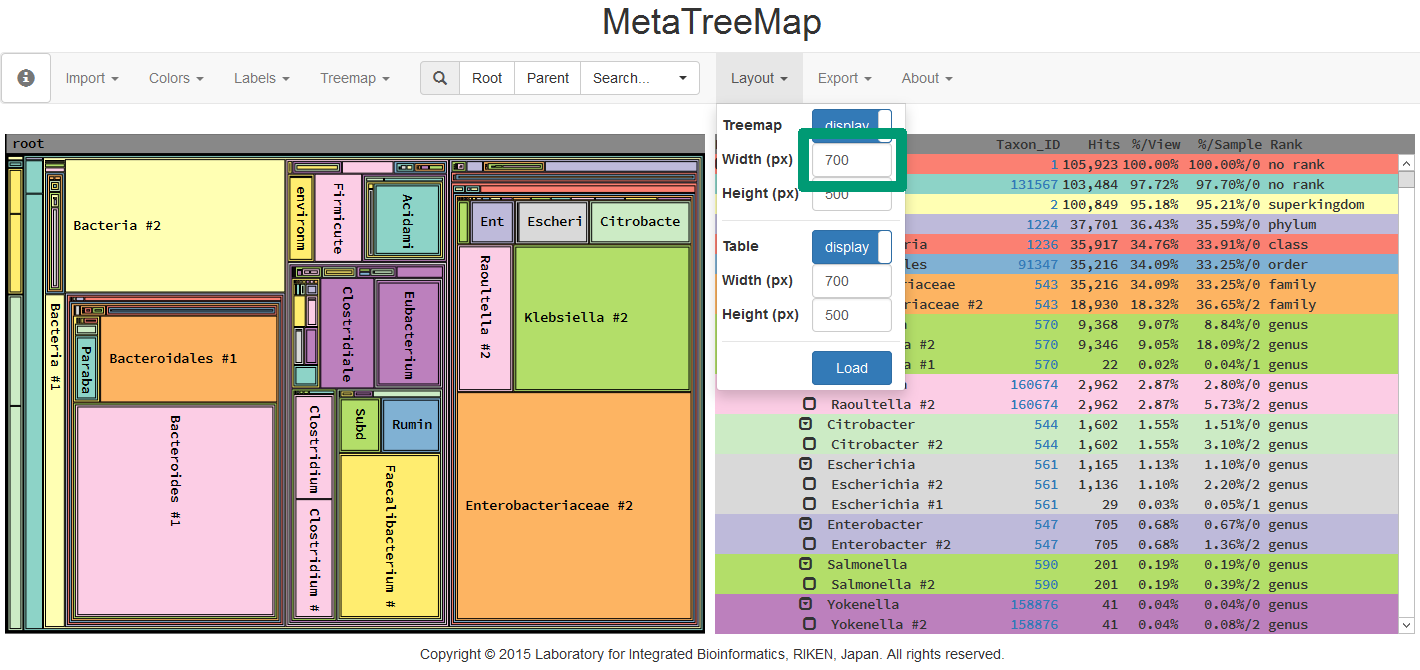 MetaTreeMap
Import Colors Labels Treemap Root Parent Search... Layout Export About
Treemap display
Width (px) 700
Height (px) 500
Table display
Width (px) 700
Height (px) 500
Load
root
Bacteria #2
Bacteria #1
Bacteroidales #1
Paraba
Bacteroides #1
environm
Firmicute
Acidami
Clostridiale
Eubacterium
Clostridium
Clostridium #
Subd
Rumin
Faecalibacterium #
Ent
Escheri
Citrobacte
Raoultella #2
Klebsiella #2
Enterobacteriaceae #2
Taxon_ID Hits %/View %/Sample Rank
1 105,923 100.00% 100.00%/0 no rank
131567 103,484 97.72% 97.70%/0 no rank
2 100,849 95.18% 95.21%/0 superkingdom
1224 37,701 36.43% 35.59%/0 phylum
ria 1236 35,917 34.76% 33.91%/0 class
les 91347 35,216 34.09% 33.25%/0 order
riaceae 543 35,216 34.09% 33.25%/0 family
riaceae #2 543 18,930 18.32% 36.65%/2 family
570 9,368 9.07% 8.84%/0 genus
a #2 570 9,346 9.05% 18.09%/2 genus
a #1 570 22 0.02% 0.04%/1 genus
160674 2,962 2.87% 2.80%/0 genus
Raoultella #2 160674 2,962 2.87% 5.73%/2 genus
Citrobacter 544 1,602 1.55% 1.51%/0 genus
Citrobacter #2 544 1,602 1.55% 3.10%/2 genus
Escherichia 561 1,165 1.13% 1.10%/0 genus
Escherichia #2 561 1,136 1.10% 2.20%/2 genus
Escherichia #1 561 29 0.03% 0.05%/1 genus
Enterobacter 547 705 0.68% 0.67%/0 genus
Enterobacter #2 547 705 0.68% 1.36%/2 genus
Salmonella 590 201 0.19% 0.19%/0 genus
Salmonella #2 590 201 0.19% 0.39%/2 genus
Yokenella 158876 41 0.04% 0.04%/0 genus
Yokenella #2 158876 41 0.04% 0.08%/2 genus
Copyright © 2015 Laboratory for Integrated Bioinformatics, RIKEN, Japan. All rights reserved.